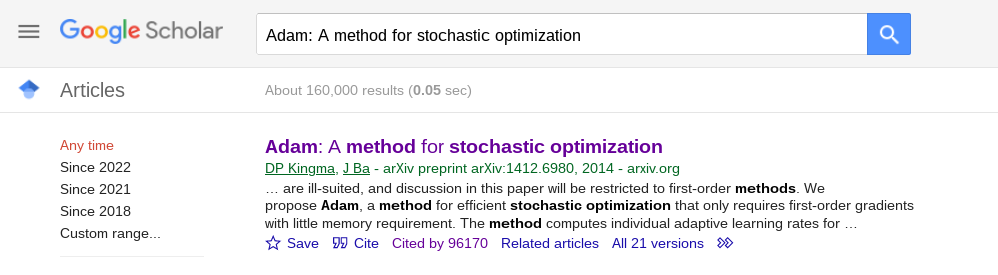 Google Scholar
Adam: A method for stochastic optimization
Articles
About 160,000 results (0.05 sec)
Any time
Since 2022
Since 2021
Since 2018
Custom range...
Adam: A method for stochastic optimization
DP Kingma, J Ba - arXiv preprint arXiv:1412.6980, 2014 - arxiv.org
… are ill-suited, and discussion in this paper will be restricted to first-order methods. We
propose Adam, a method for efficient stochastic optimization that only requires first-order gradients
with little memory requirement. The method computes individual adaptive learning rates for …
Save Cite Cited by 96170 Related articles All 21 versions